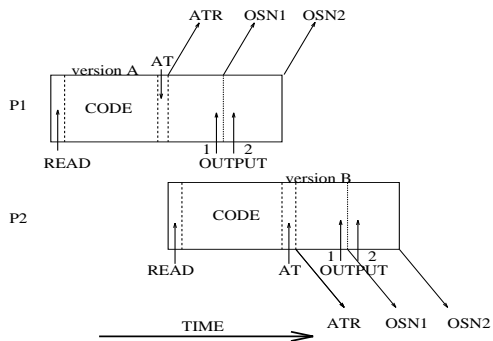 ATR OSN1 OSN2
AT
version A
P1
CODE
1 2
READ OUTPUT
version B
P2
CODE
1 2
READ AT OUTPUT
TIME
ATR OSN1 OSN2